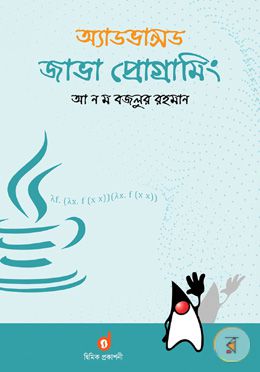 অ্যাডভান্সড
জাভা প্রোগ্রামিং
আ ন ম বজলুর রহমান
λf. (λx. f (x x))(λx. f (x x))
দ্বিমিক প্রকাশনী